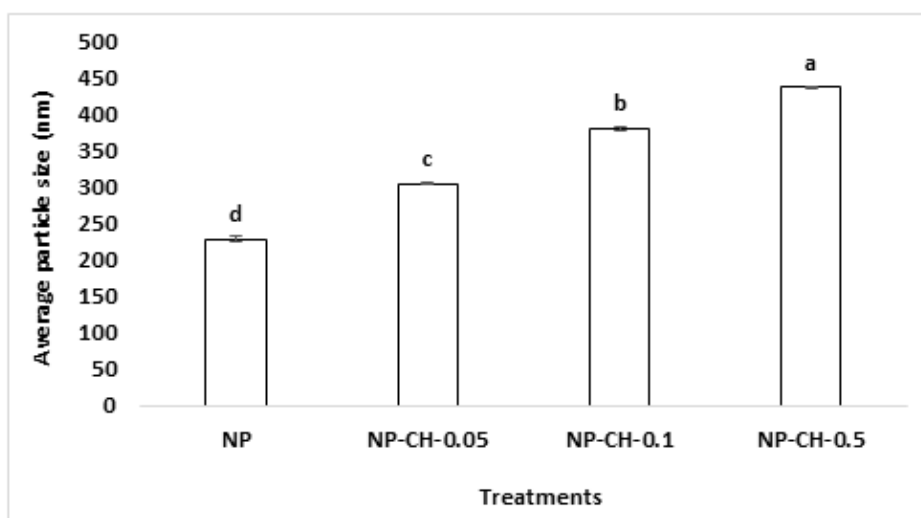 Average particle size (nm)
500
450
400
350
300
250
200
150
100
50
0
d
c
b
a
NP
NP-CH-0.05
NP-CH-0.1
NP-CH-0.5
Treatments